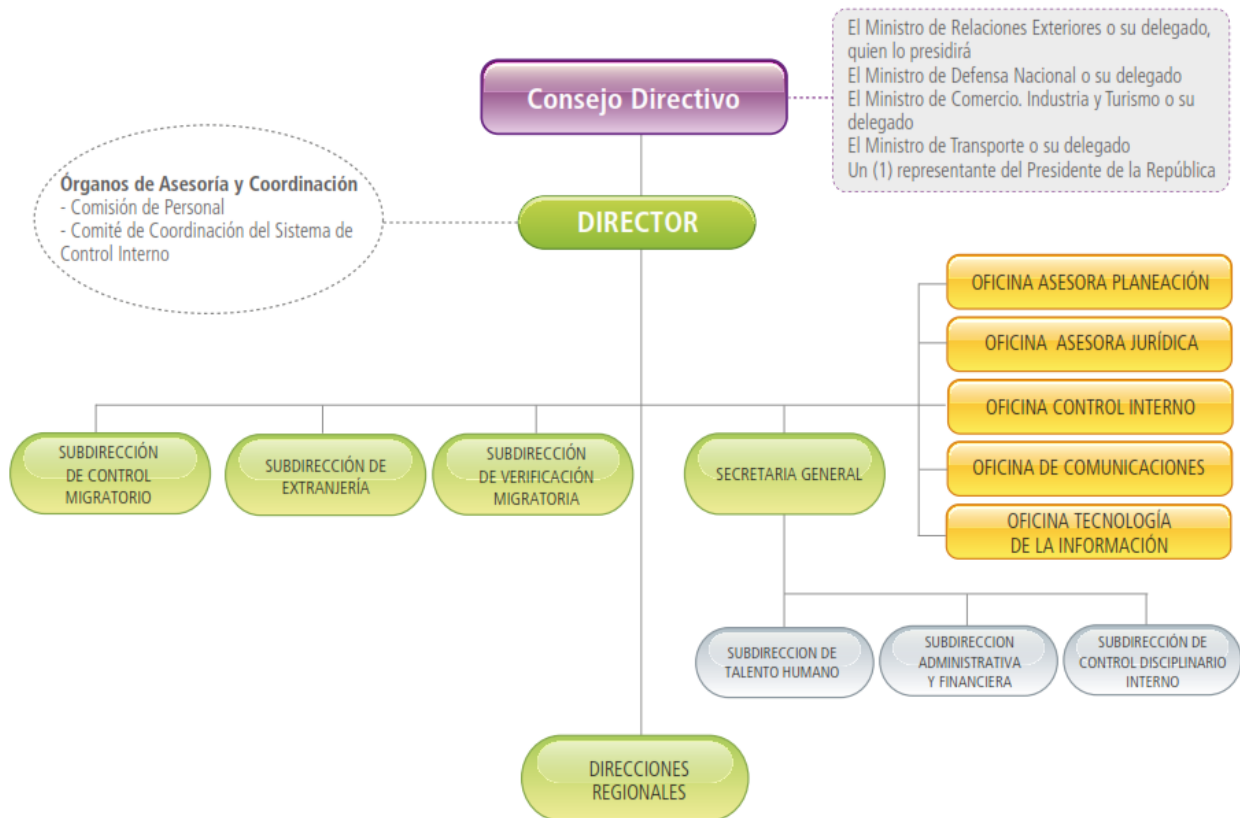 El Ministro de Relaciones Exteriores o su delegado,
quien lo presidirá
El Ministro de Defensa Nacional o su delegado
El Ministro de Comercio. Industria y Turismo o su
delegado
El Ministro de Transporte o su delegado
Un (1) representante del Presidente de la República
Consejo Directivo
Órganos de Asesoría y Coordinación
- Comisión de Personal
- Comité de Coordinación del Sistema de
Control Interno
DIRECTOR
OFICINA ASESORA PLANEACIÓN
OFICINA ASESORA JURÍDICA
OFICINA CONTROL INTERNO
OFICINA DE COMUNICACIONES
OFICINA TECNOLOGÍA
DE LA INFORMACIÓN
SUBDIRECCIÓN
DE CONTROL
MIGRATORIO
SUBDIRECCIÓN DE
EXTRANJERÍA
SUBDIRECCIÓN
DE VERIFICACIÓN
MIGRATORIA
SECRETARIA GENERAL
SUBDIRECCION DE
TALENTO HUMANO
SUBDIRECCION
ADMINISTRATIVA
Y FINANCIERA
SUBDIRECCIÓN DE
CONTROL DISCIPLINARIO
INTERNO
DIRECCIONES
REGIONALES